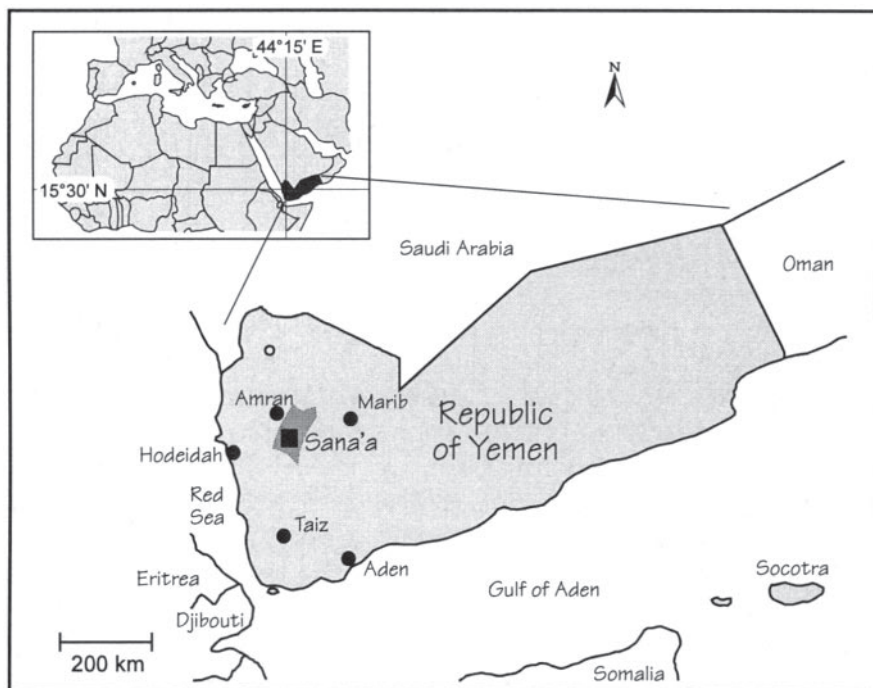 44°15' E
N
15°30' N
Saudi Arabia
Oman
Amran
Marib
Republic
of Yemen
Sana'a
Hodeidah
Red
Sea
Taiz
Aden
Eritrea
Gulf of Aden
Socotra
Djibouti
200 km
Somalia